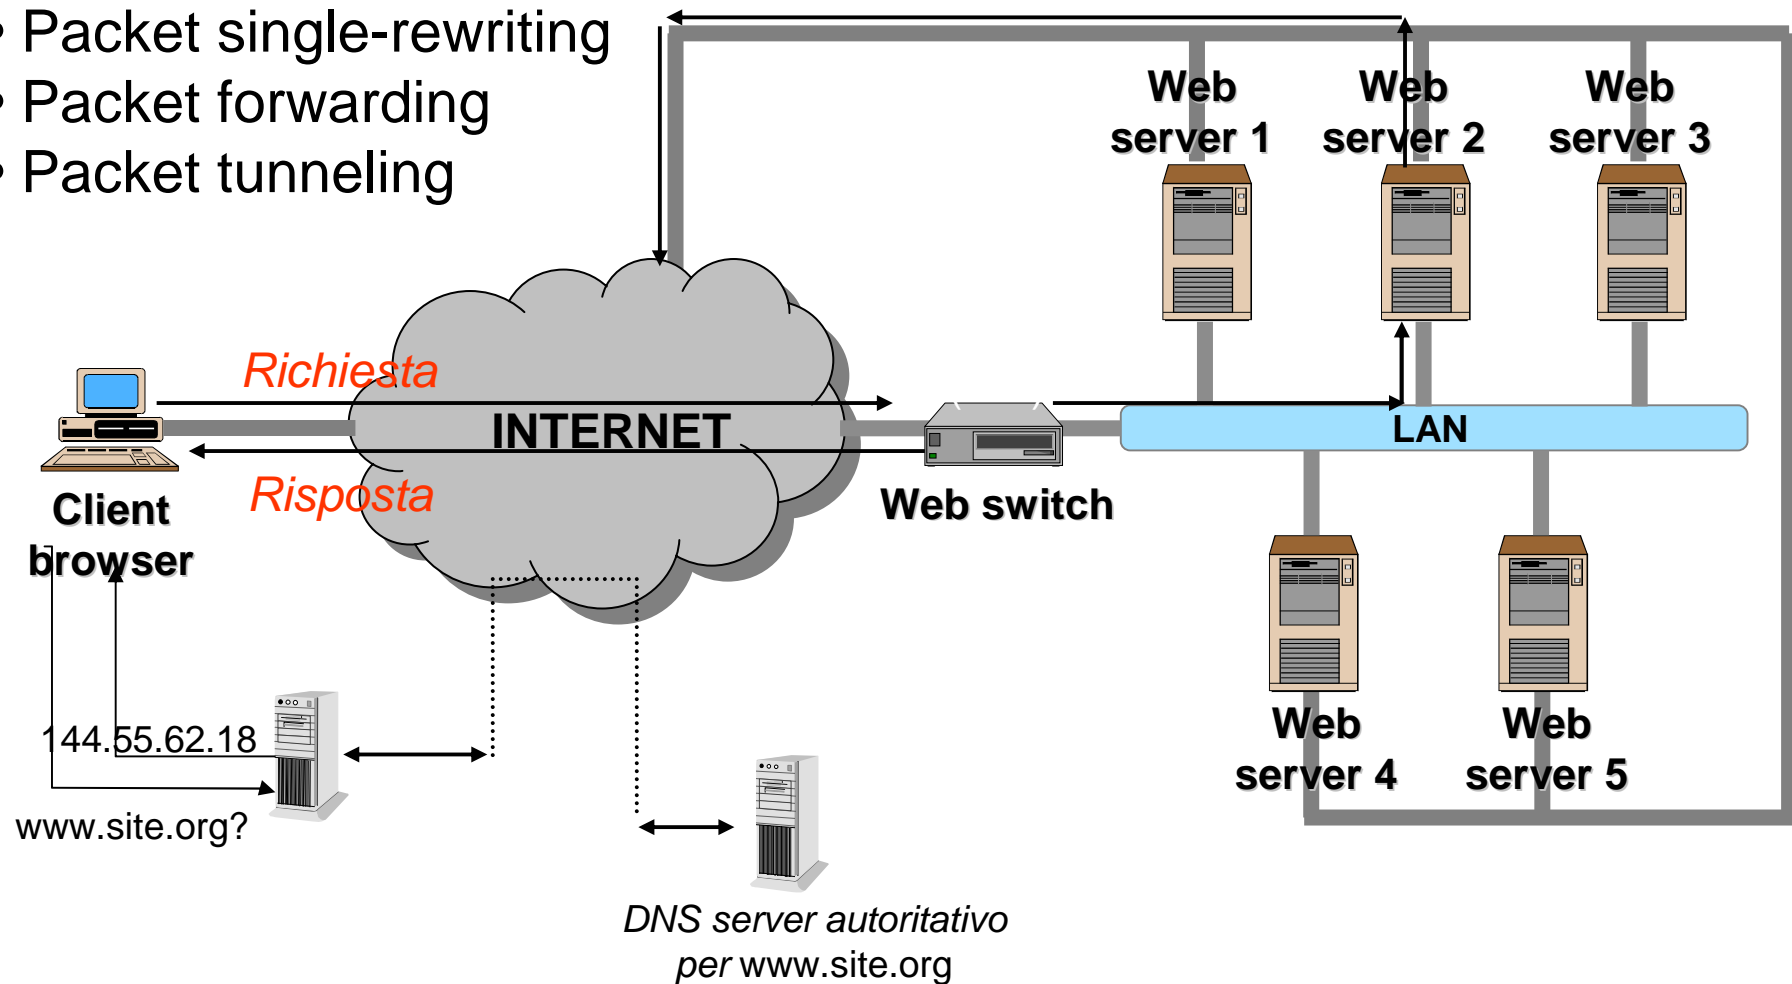 • Packet single-rewriting
• Packet forwarding
• Packet tunneling
Web
server 1
Web
server 2
Web
server 3
Richiesta
INTERNET
LAN
Risposta
Client
browser
Web switch
144.55.62.18
www.site.org?
Web
server 4
Web
server 5
DNS server autoritativo
per www.site.org